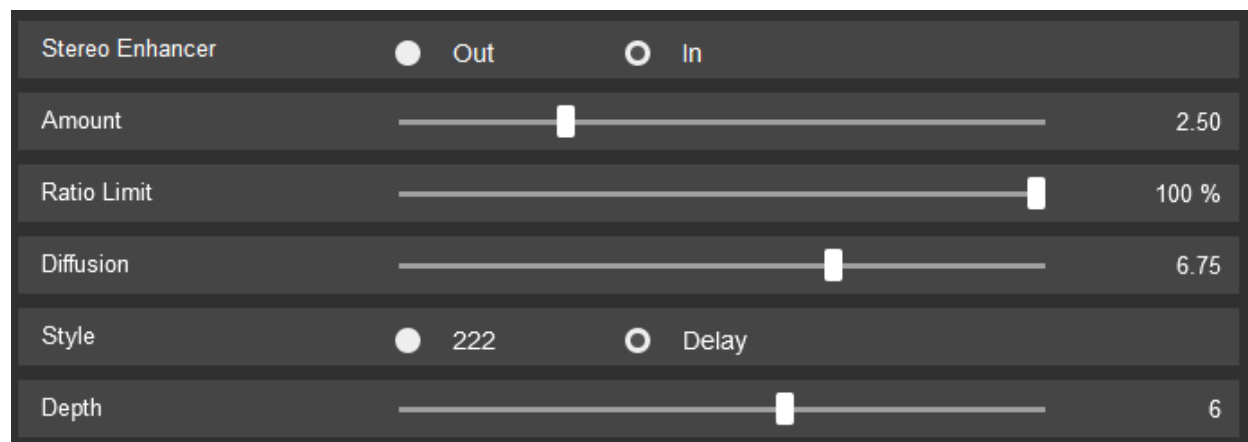 Stereo Enhancer Out In
Amount 2.50
Ratio Limit 100 %
Diffusion 6.75
Style 222 Delay
Depth 6